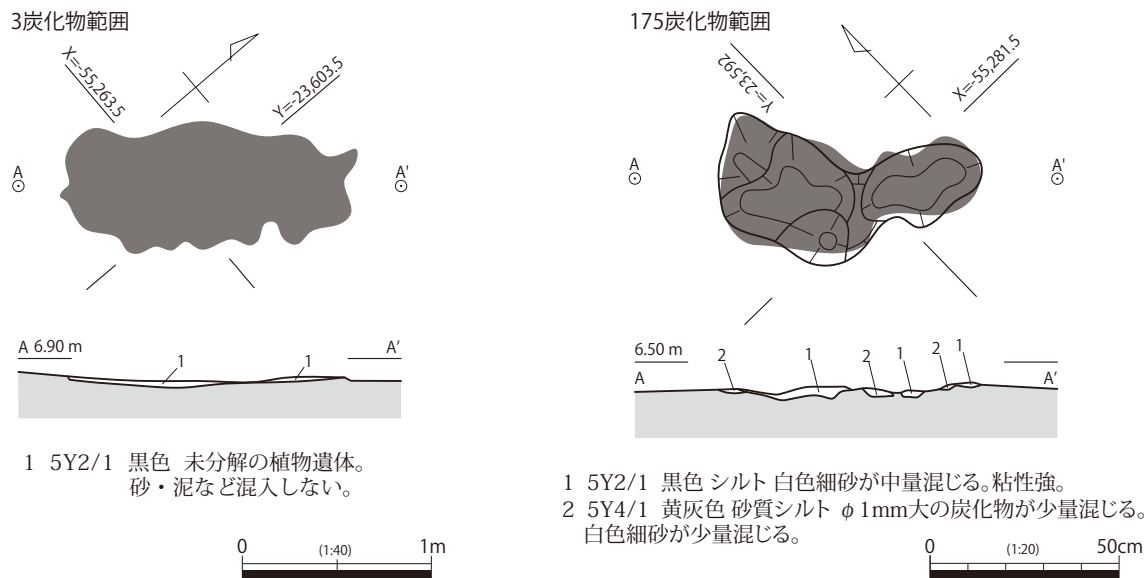 3炭化物範囲
X=-55,263.5
Y=-23,603.5
A
A'
A 6.90 m
A'
1
1
1 5Y2/1 黒色 未分解の植物遺体。
砂・泥など混入しない。
0
(1:40)
1m
175炭化物範囲
Y=-23,592
X=-55,281.5
A
A'
6.50 m
A
A'
2
1
2
1
2
1
1 5Y2/1 黒色 シルト 白色細砂が中量混じる。粘性強。
2 5Y4/1 黄灰色 砂質シルト φ1mm大の炭化物が少量混じる。
白色細砂が少量混じる。
0
(1:20)
50cm